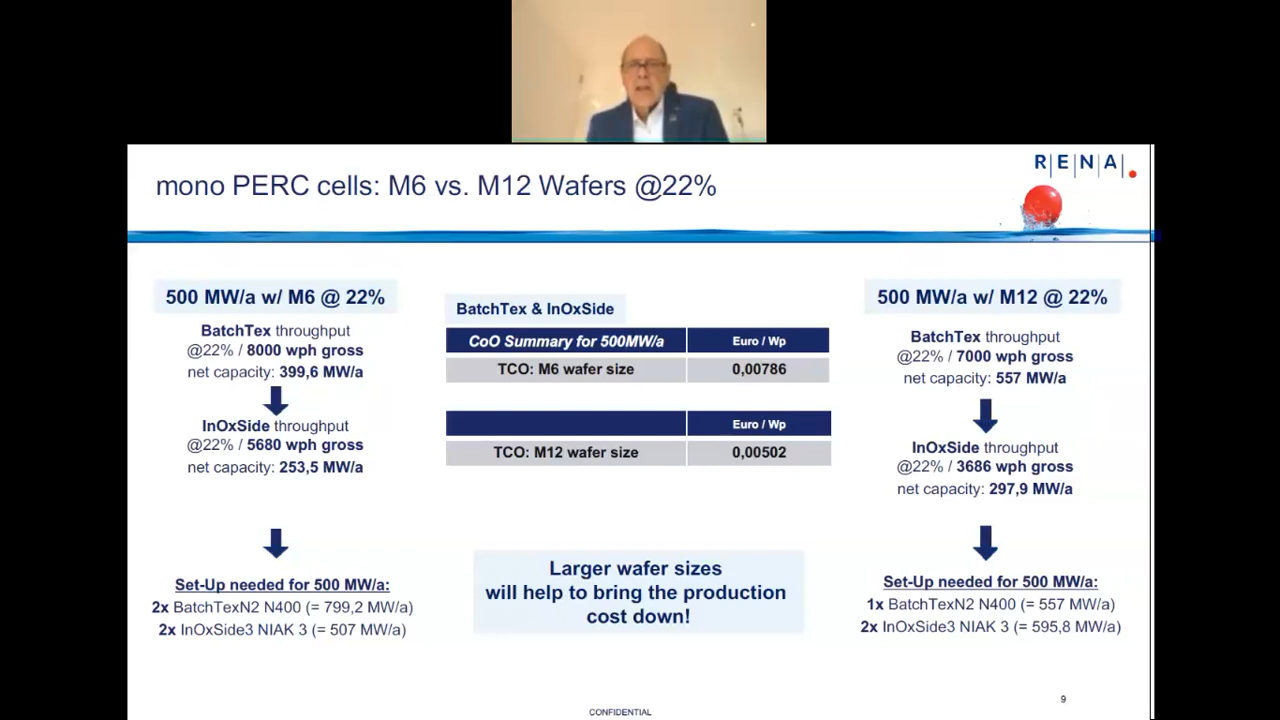 RENA
mono PERC cells: M6 vs. M12 Wafers @22%
500 MW/a w/ M6 @ 22%
BatchTex throughput
@22% / 8000 wph gross
net capacity: 399,6 MW/a
InOxSide throughput
@22% / 5680 wph gross
net capacity: 253,5 MW/a
Set-Up needed for 500 MW/a:
2x BatchTexN2 N400 (= 799,2 MW/a)
2x InOxSide3 NIAK 3 (= 507 MW/a)
BatchTex & InOxSide
CoO Summary for 500MW/a Euro / Wp
TCO: M6 wafer size 0,00786
Euro / Wp
TCO: M12 wafer size 0,00502
Larger wafer sizes
will help to bring the production
cost down!
500 MW/a w/ M12 @ 22%
BatchTex throughput
@22% / 7000 wph gross
net capacity: 557 MW/a
InOxSide throughput
@22% / 3686 wph gross
net capacity: 297,9 MW/a
Set-Up needed for 500 MW/a:
1x BatchTexN2 N400 (= 557 MW/a)
2x InOxSide3 NIAK 3 (= 595,8 MW/a)
9
CONFIDENTIAL